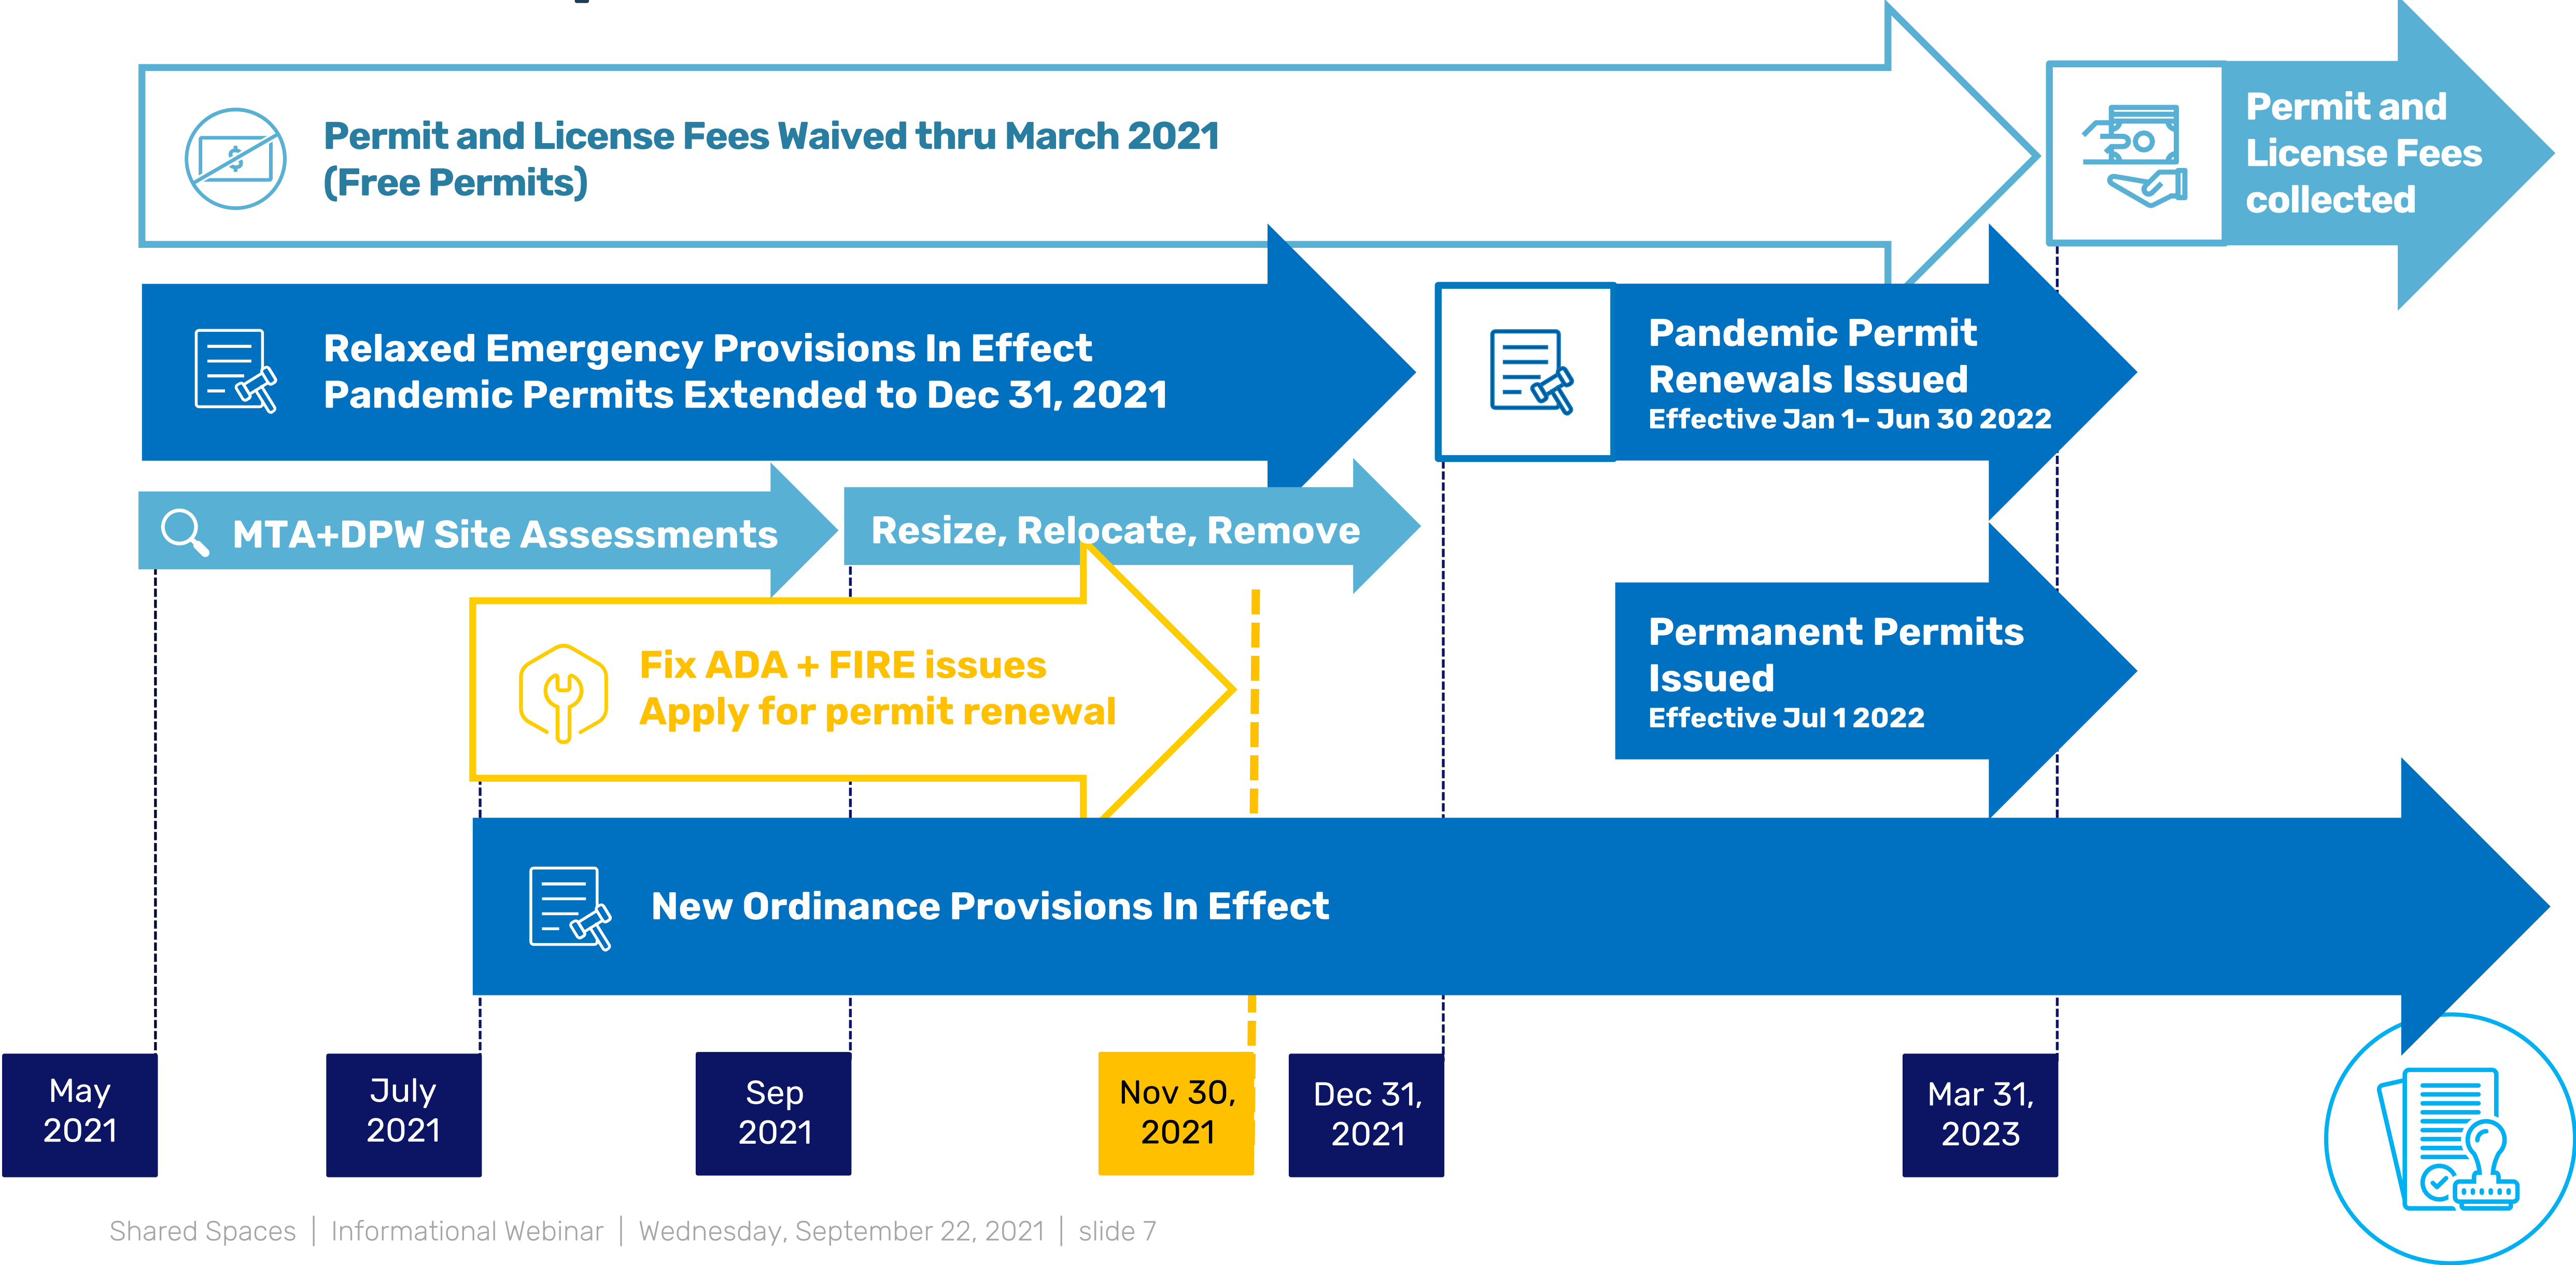 Permit and License Fees Waived thru March 2021
(Free Permits)
Permit and
License Fees
collected
Relaxed Emergency Provisions In Effect
Pandemic Permits Extended to Dec 31, 2021
Pandemic Permit
Renewals Issued
Effective Jan 1– Jun 30 2022
MTA+DPW Site Assessments
Resize, Relocate, Remove
Fix ADA + FIRE issues
Apply for permit renewal
Permanent Permits
Issued
Effective Jul 1 2022
New Ordinance Provisions In Effect
May
2021
July
2021
Sep
2021
Nov 30,
2021
Dec 31,
2021
Mar 31,
2023
Shared Spaces | Informational Webinar | Wednesday, September 22, 2021 | slide 7